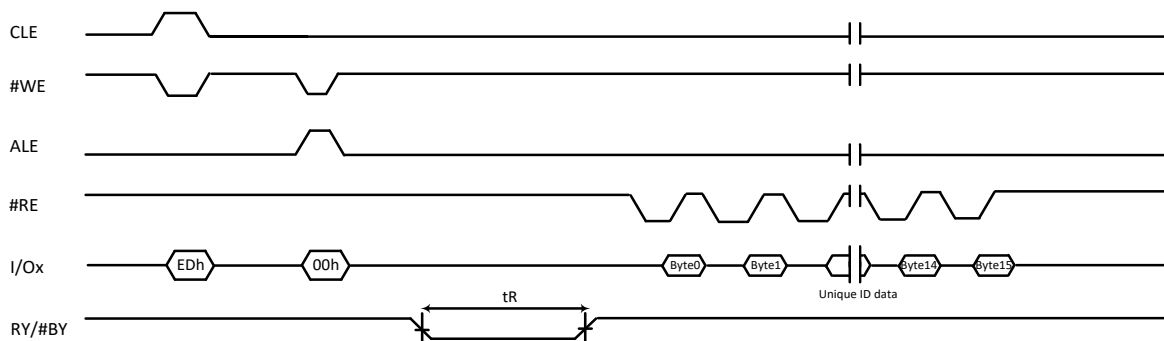 CLE
#WE
ALE
#RE
I/Ox EDh 00h Byte0 Byte1 Byte14 Byte15
Unique ID data
tR
RY/#BY